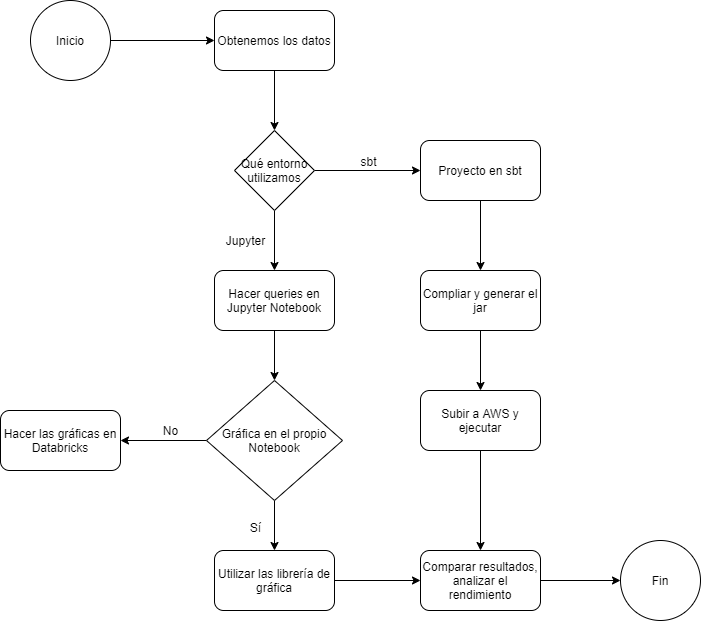 Inicio
Obtenemos los datos
Qué entorno
utilizamos
sbt
Proyecto en sbt
Jupyter
Hacer queries en
Jupyter Notebook
Compliar y generar el
jar
Subir a AWS y
ejecutar
Gráfica en el propio
Notebook
No
Hacer las gráficas en
Databricks
Sí
Utilizar las librería de
gráfica
Comparar resultados,
analizar el
rendimiento
Fin